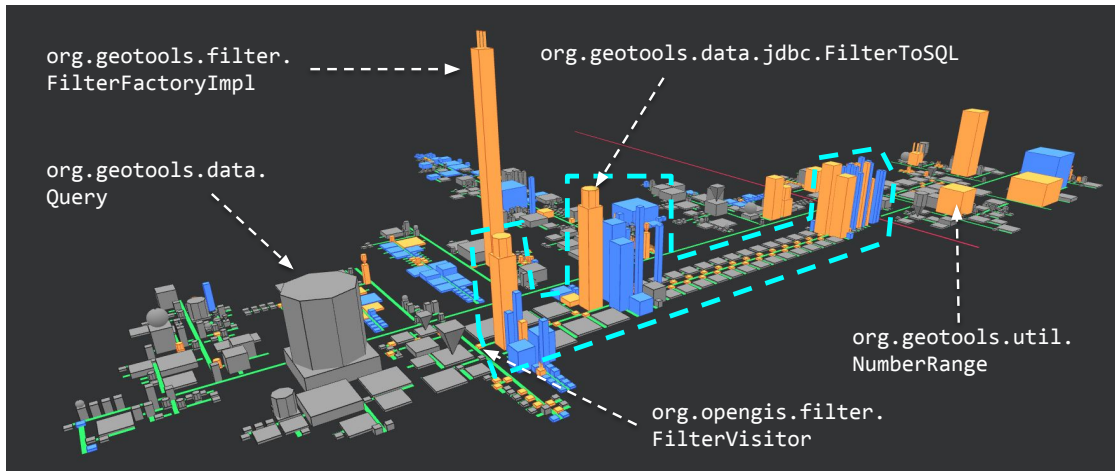 org.geotools.filter.
FilterFactoryImpl
org.geotools.data.jdbc.FilterToSQL
org.geotools.data.
Query
org.geotools.util.
NumberRange
org.opengis.filter.
FilterVisitor